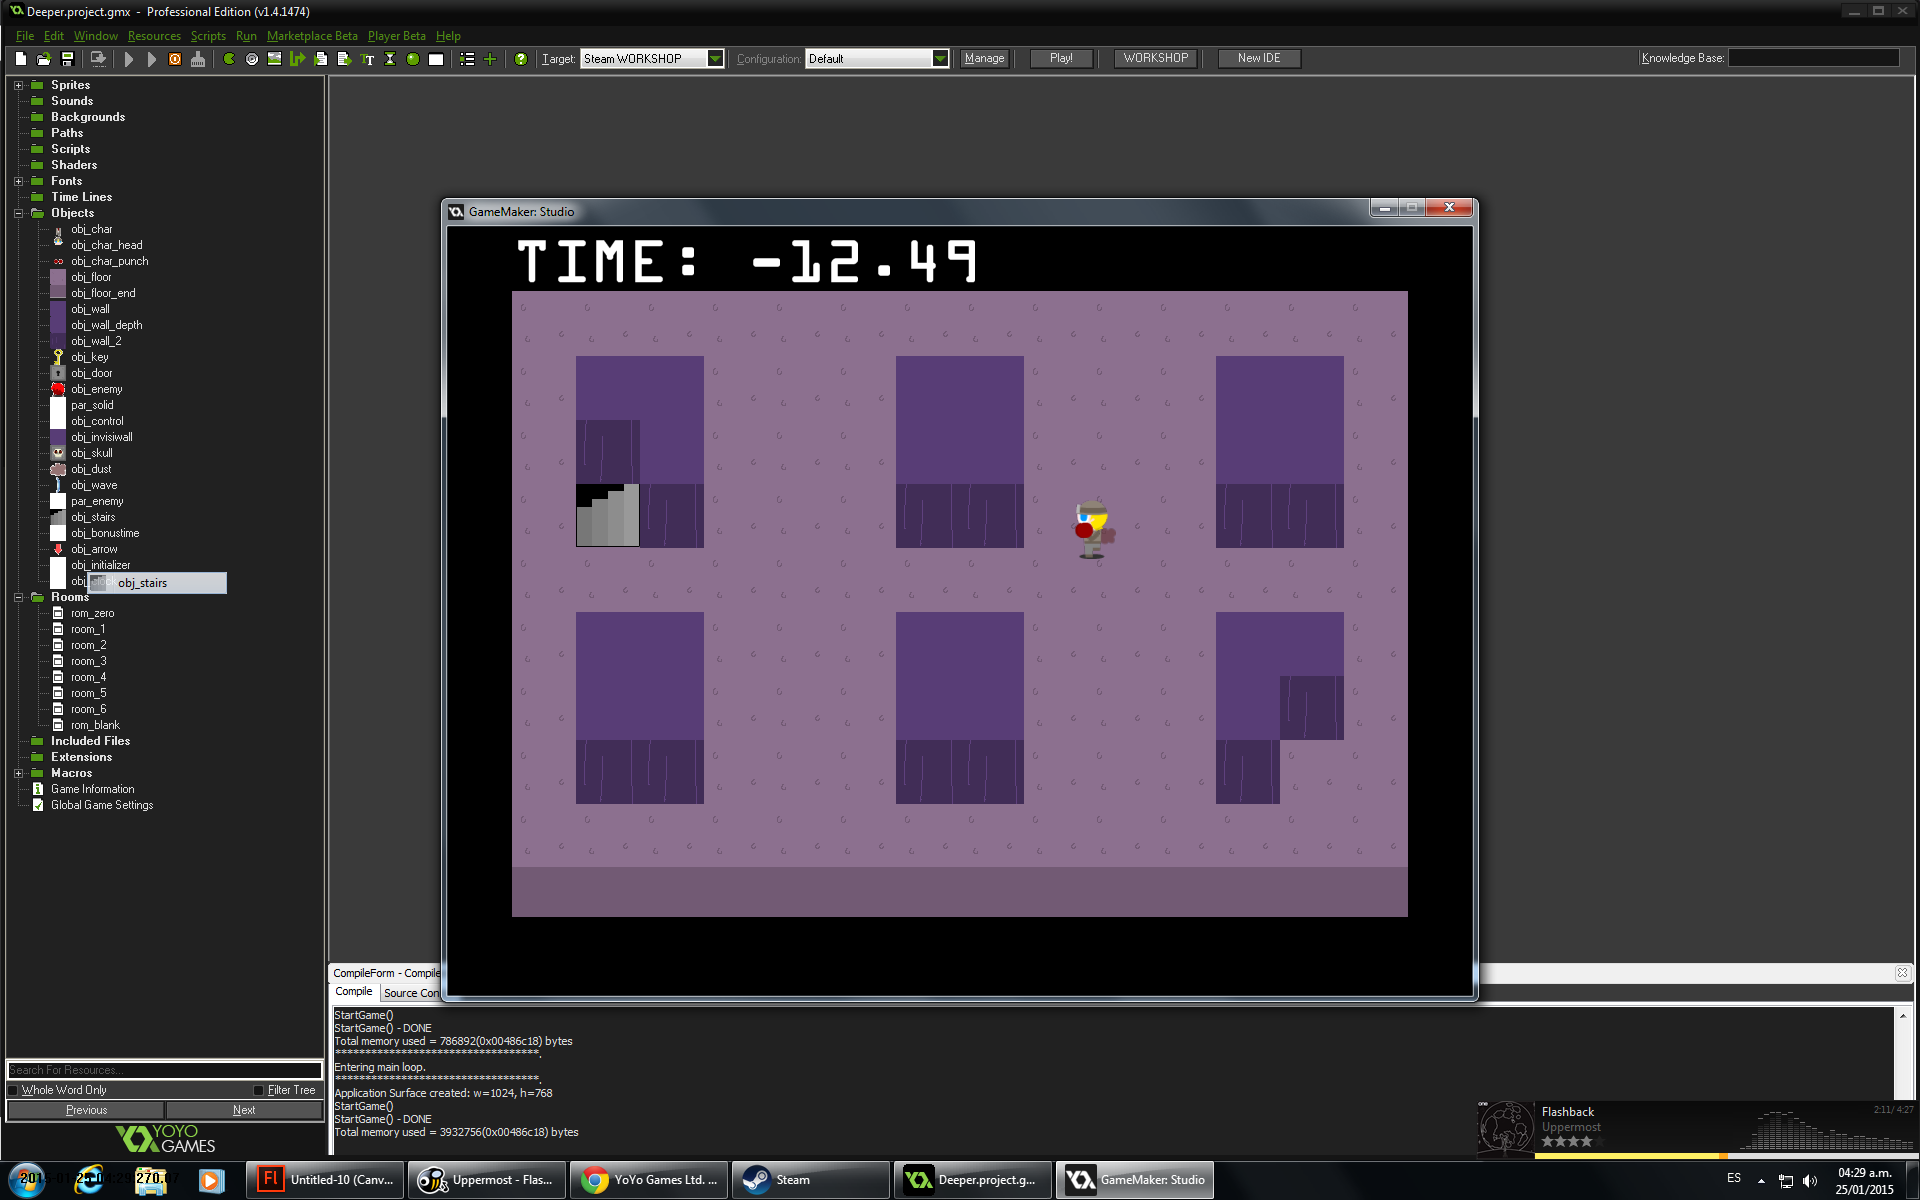 Deeper.project.gmx - Professional Edition (v1.4.1474)
File Edit Window Resources Scripts Run Marketplace Beta Player Beta Help
Target: Steam WORKSHOP Configuration: Default Manage Play! WORKSHOP New IDE Knowledge Base:
Sprites
Sounds
Backgrounds
Paths
Scripts
Shaders
Fonts
Time Lines
Objects
obj_char
obj_char_head
obj_char_punch
obj_floor
obj_floor_end
obj_wall
obj_wall_depth
obj_wall_2
obj_key
obj_door
obj_enemy
par_solid
obj_control
obj_invisiwall
obj_skull
obj_dust
obj_wave
par_enemy
obj_stairs
obj_bonustime
obj_arrow
obj_initializer
obj_stairs
Rooms
rom_zero
room_1
room_2
room_3
room_4
room_5
room_6
rom_blank
Included Files
Extensions
Macros
Game Information
Global Game Settings
Search For Resources...
Whole Word Only Filter Tree
Previous Next
YOYO
GAMES
GameMaker: Studio
TIME: -12.49
CompileForm - Compile
Compile Source Con
StartGame()
StartGame() - DONE
Total memory used = 786892(0x00486c18) bytes
**********************************.
Entering main loop.
**********************************.
Application Surface created: w=1024, h=768
StartGame()
StartGame() - DONE
Total memory used = 3932756(0x00486c18) bytes
Flashback 2:11/ 4:27
Uppermost
Untitled-10 (Canv...
Uppermost - Flas...
YoYo Games Ltd. ...
Steam
Deeper.project.g...
GameMaker: Studio
ES
04:29 a.m.
25/01/2015